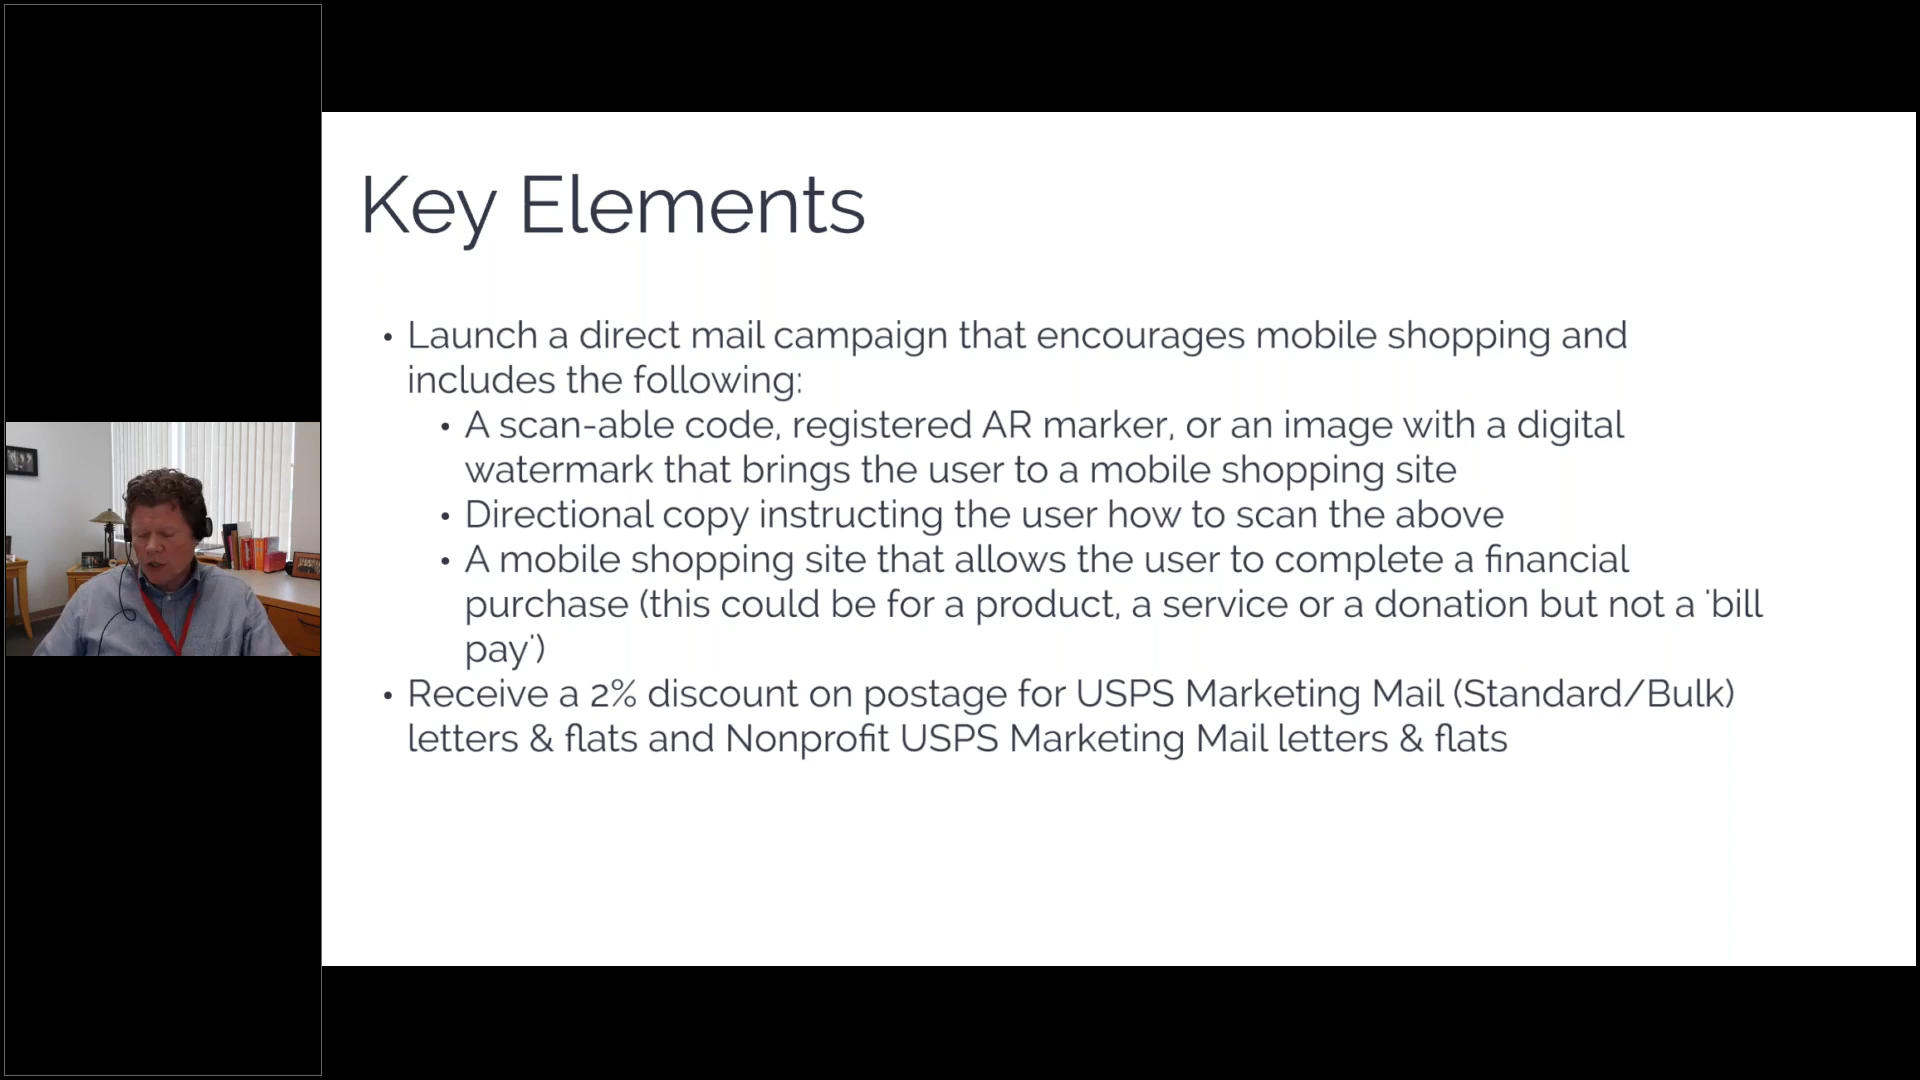 Key Elements
• Launch a direct mail campaign that encourages mobile shopping and
includes the following:
• A scan-able code, registered AR marker, or an image with a digital
watermark that brings the user to a mobile shopping site
• Directional copy instructing the user how to scan the above
• A mobile shopping site that allows the user to complete a financial
purchase (this could be for a product, a service or a donation but not a 'bill
pay')
• Receive a 2% discount on postage for USPS Marketing Mail (Standard/Bulk)
letters & flats and Nonprofit USPS Marketing Mail letters & flats